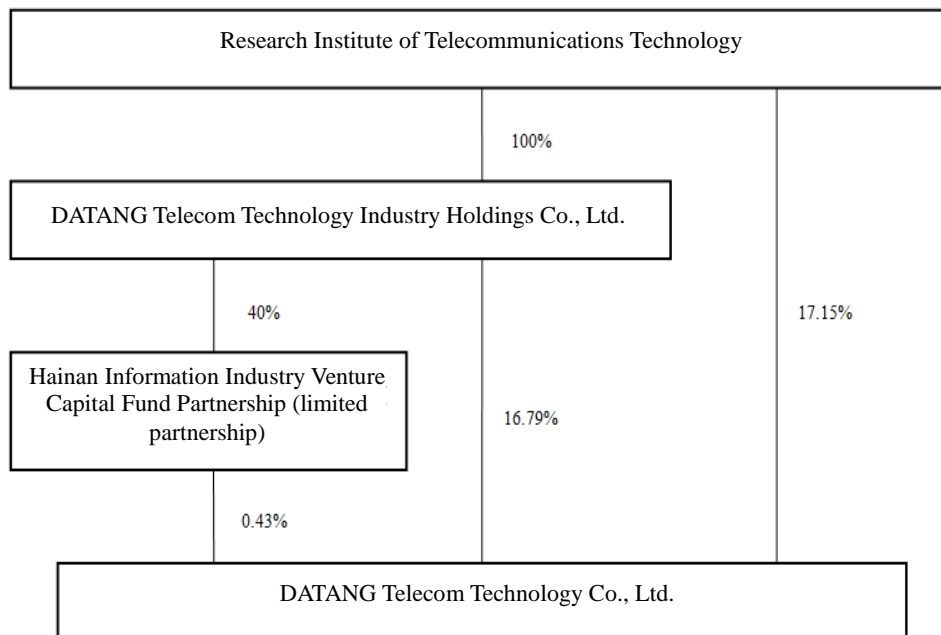 Research Institute of Telecommunications Technology
100%
DATANG Telecom Technology Industry Holdings Co., Ltd.
40%
17.15%
Hainan Information Industry Venture
Capital Fund Partnership (limited
partnership)
16.79%
0.43%
DATANG Telecom Technology Co., Ltd.